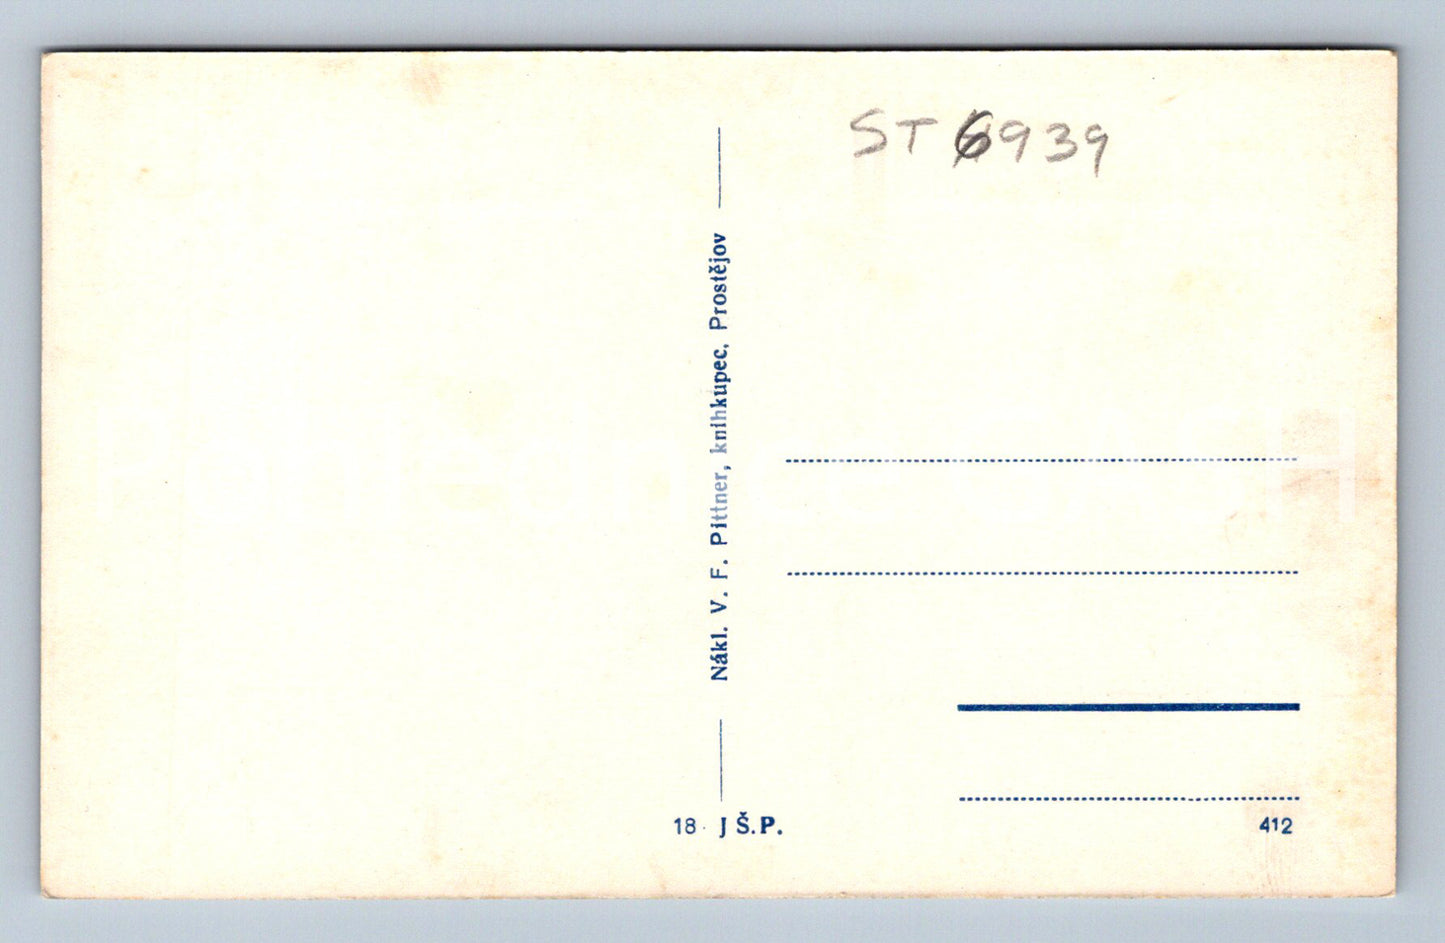 ST 6939
Nákl. V. F. Pittner, knihkupec, Prostějov
18 · J Š.P.
412